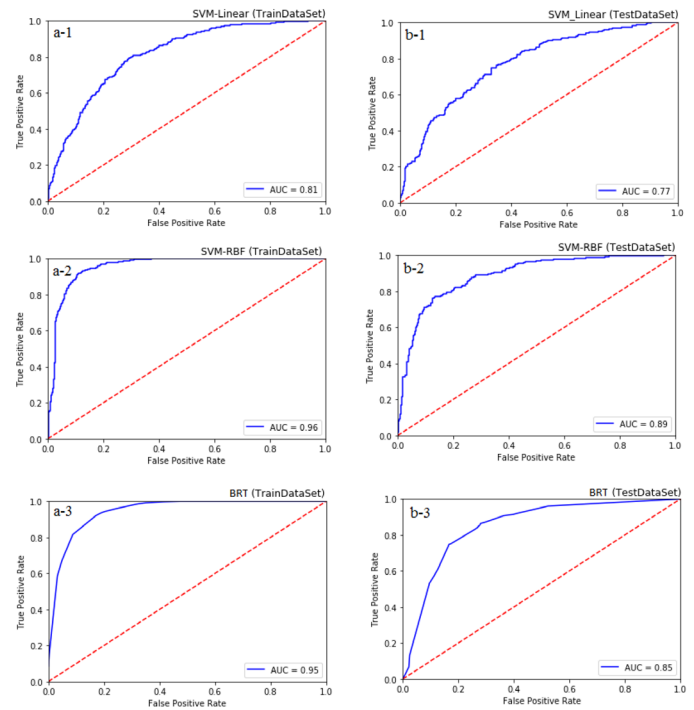 SVM-Linear (TrainDataSet)
a-1
1.0
0.8
0.6
0.4
0.2
0.0
True Positive Rate
AUC = 0.81
0.0 0.2 0.4 0.6 0.8 1.0
False Positive Rate
SVM_Linear (TestDataSet)
b-1
1.0
0.8
0.6
0.4
0.2
0.0
True Positive Rate
AUC = 0.77
0.0 0.2 0.4 0.6 0.8 1.0
False Positive Rate
SVM-RBF (TrainDataSet)
a-2
1.0
0.8
0.6
0.4
0.2
0.0
True Positive Rate
AUC = 0.96
0.0 0.2 0.4 0.6 0.8 1.0
False Positive Rate
SVM-RBF (TestDataSet)
b-2
1.0
0.8
0.6
0.4
0.2
0.0
True Positive Rate
AUC = 0.89
0.0 0.2 0.4 0.6 0.8 1.0
False Positive Rate
BRT (TrainDataSet)
a-3
1.0
0.8
0.6
0.4
0.2
0.0
True Positive Rate
AUC = 0.95
0.0 0.2 0.4 0.6 0.8 1.0
False Positive Rate
BRT (TestDataSet)
b-3
1.0
0.8
0.6
0.4
0.2
0.0
True Positive Rate
AUC = 0.85
0.0 0.2 0.4 0.6 0.8 1.0
False Positive Rate